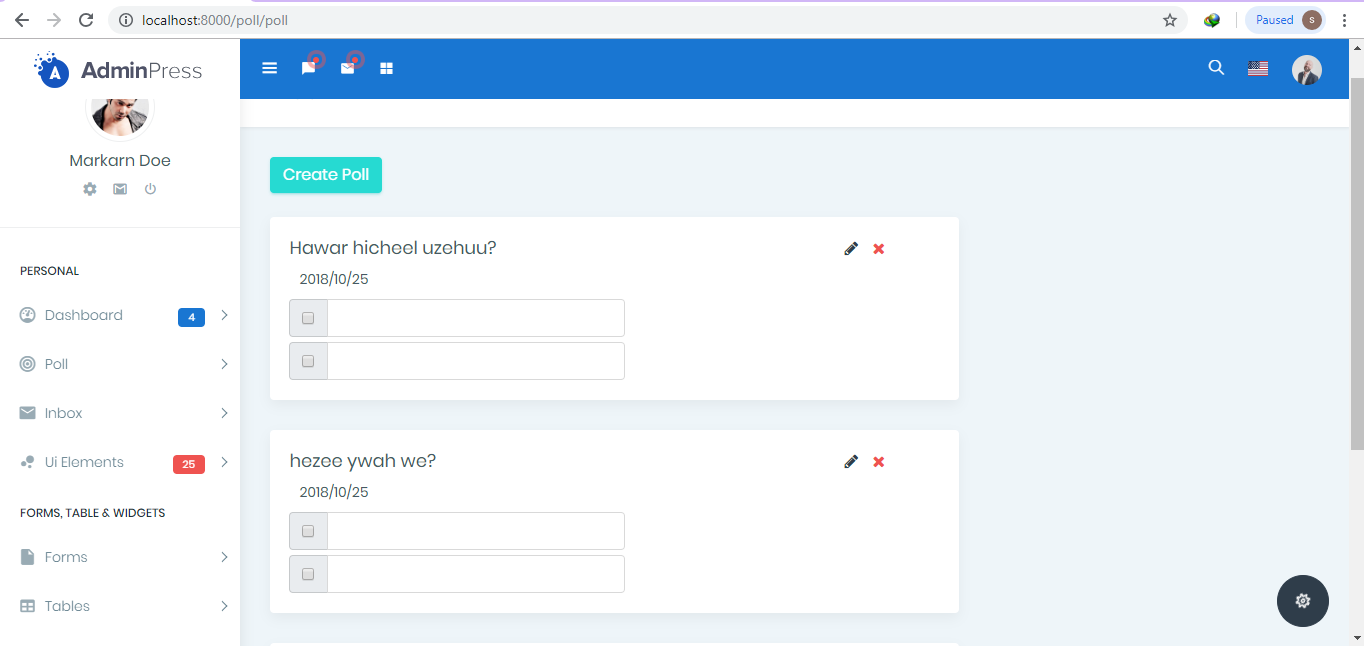 localhost:8000/poll/poll
Paused
S
AdminPress
Markarn Doe
PERSONAL
Dashboard
4
Poll
Inbox
Ui Elements
25
FORMS, TABLE & WIDGETS
Forms
Tables
Create Poll
Hawar hicheel uzehuu?
2018/10/25
hezee ywah we?
2018/10/25